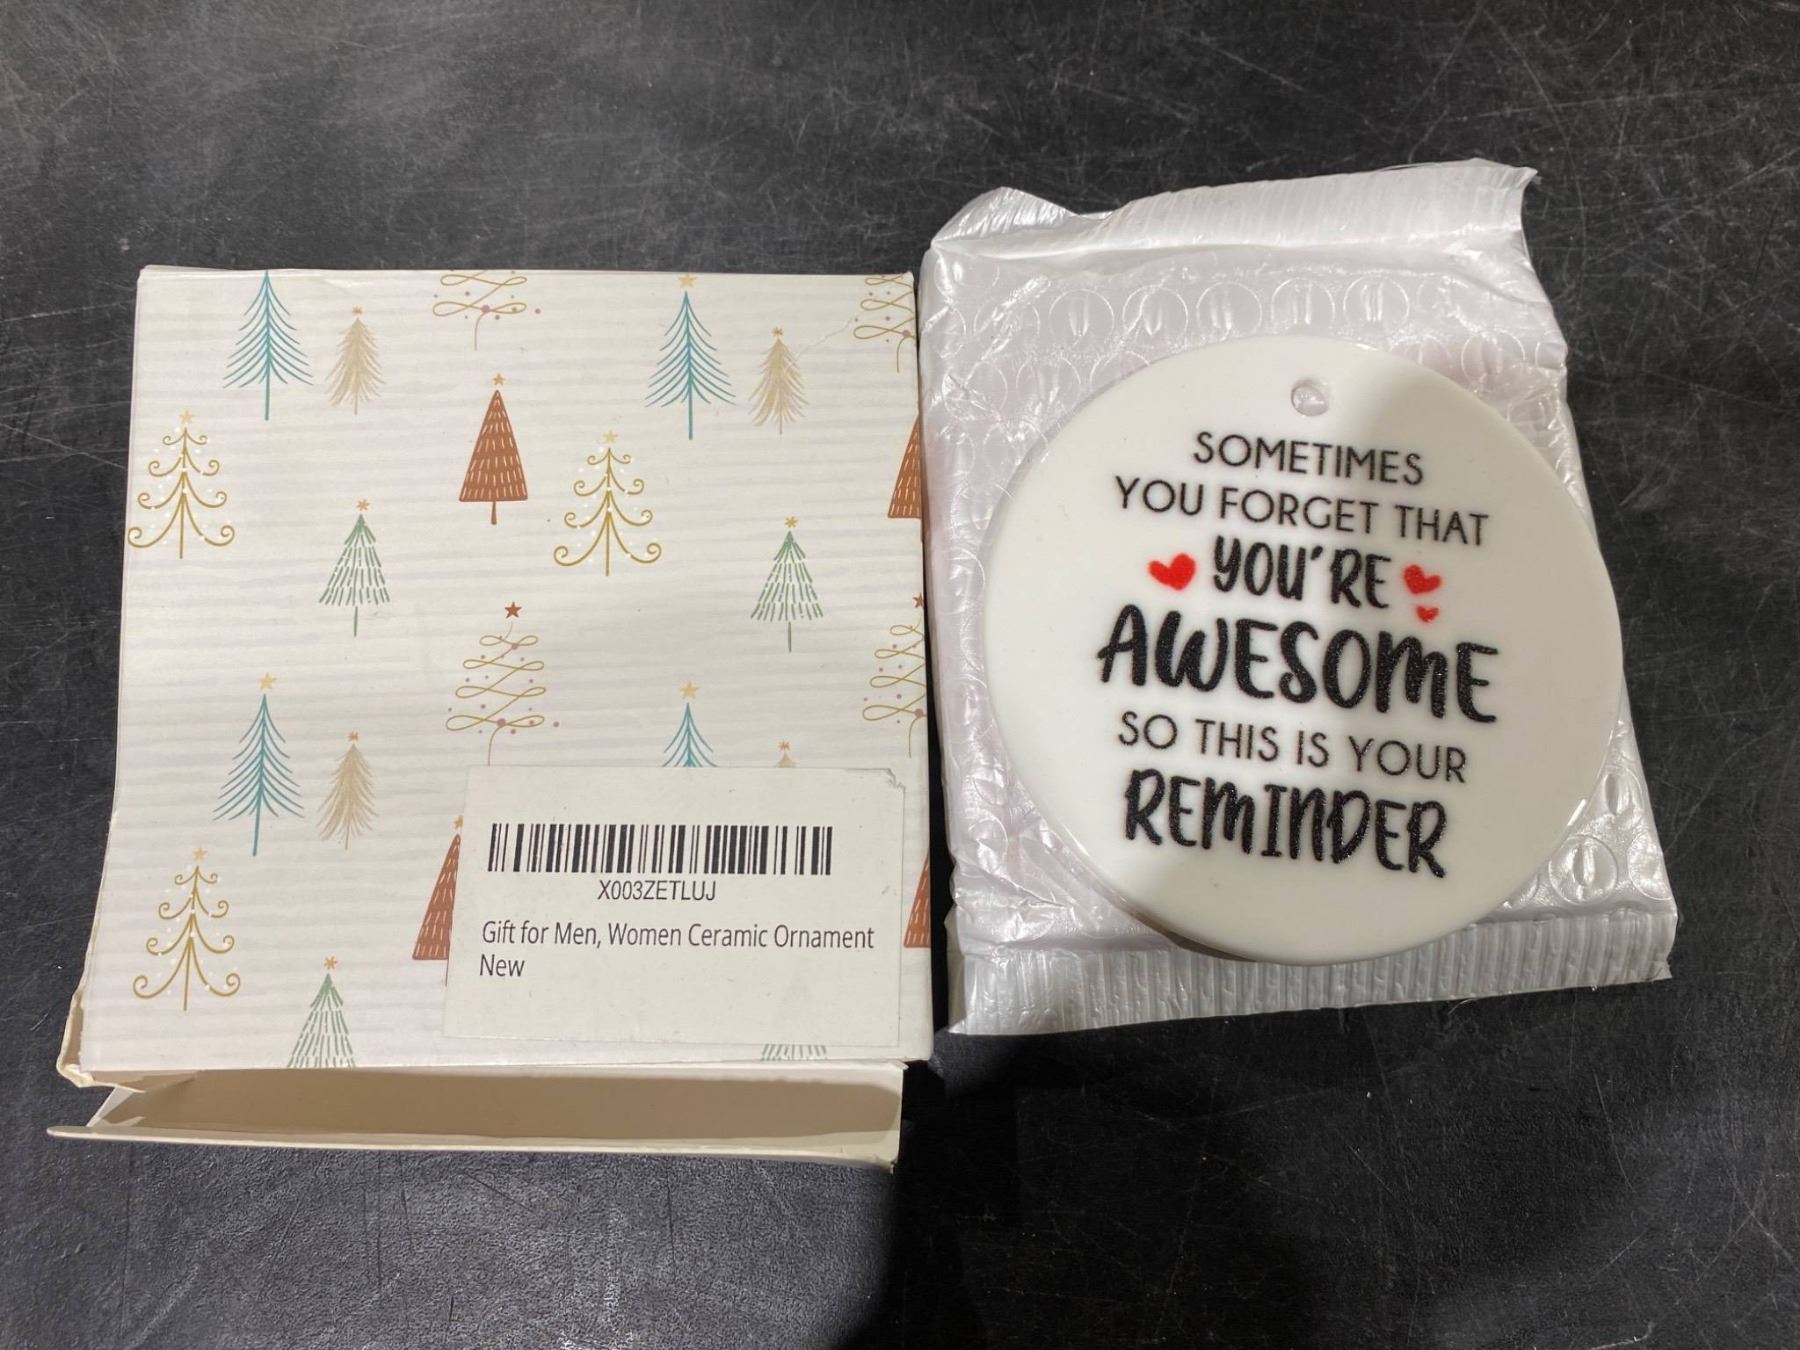 X003ZETLUJ
Gift for Men, Women Ceramic Ornament
New
SOMETIMES
YOU FORGET THAT
YOU'RE
AWESOME
SO THIS IS YOUR
REMINDER